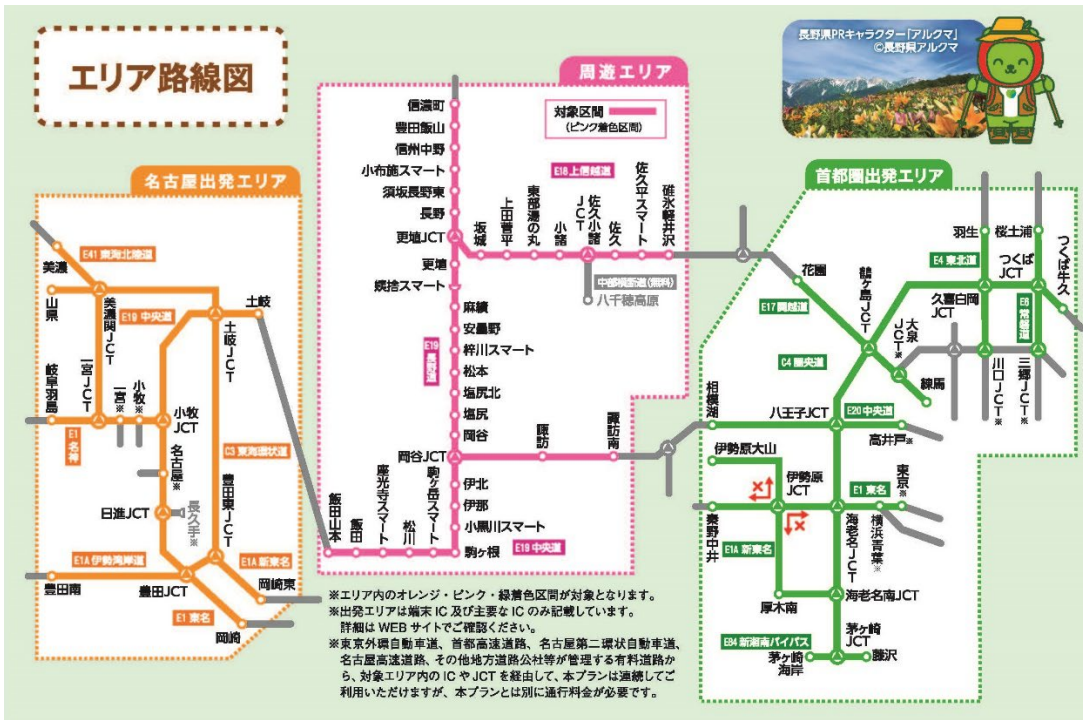 エリア路線図
長野県PRキャラクター「アルクマ」
©長野県アルクマ
周遊エリア
対象区間
(ピンク着色区間)
信濃町
豊田飯山
信州中野
小布施スマート
須坂長野東
長野
更埴JCT
更埴
姨捨スマート
麻績
安曇野
梓川スマート
松本
塩尻北
塩尻
岡谷
岡谷JCT
伊北
伊那
小黒川スマート
駒ヶ根
E18 上信越道
坂城
上田菅平
東部湯の丸
小諸
佐久小諸JCT
佐久
佐久平スマート
碓氷軽井沢
中部横断道(無料)
八千穂高原
E19 長野道
諏訪
諏訪南
飯田山本
飯田
座光寺スマート
松川
駒ヶ岳スマート
E19 中央道
名古屋出発エリア
E41 東海北陸道
美濃
山県
美濃関JCT
E19 中央道
土岐
土岐JCT
岐阜羽島
一宮JCT
一宮※
小牧※
小牧JCT
E1 名神
名古屋※
C3 東海環状道
日進JCT
長久手※
豊田東JCT
E1A 伊勢湾岸道
E1A 新東名
豊田南
豊田JCT
岡崎東
E1 東名
岡崎
首都圏出発エリア
羽生
桜土浦
つくばJCT
つくば牛久
E4 東北道
花園
鶴ヶ島JCT
久喜白岡JCT
E6 常磐道
E17 関越道
大泉JCT※
C4 圏央道
川口JCT※
三郷JCT※
練馬
相模湖
八王子JCT
E20 中央道
高井戸※
伊勢原大山
伊勢原JCT
E1 東名
東京※
秦野中井
海老名JCT
横浜青葉※
E1A 新東名
厚木南
海老名南JCT
茅ヶ崎JCT
E84 新湘南バイパス
茅ヶ崎海岸
藤沢
※エリア内のオレンジ・ピンク・緑着色区間が対象となります。
※出発エリアは端末 IC 及び主要な IC のみ記載しています。
詳細は WEB サイトでご確認ください。
※東京外環自動車道、首都高速道路、名古屋第二環状自動車道、
名古屋高速道路、その他地方道路公社等が管理する有料道路か
ら、対象エリア内の IC や JCT を経由して、本プランは連続してご
利用いただけますが、本プランとは別に通行料金が必要です。